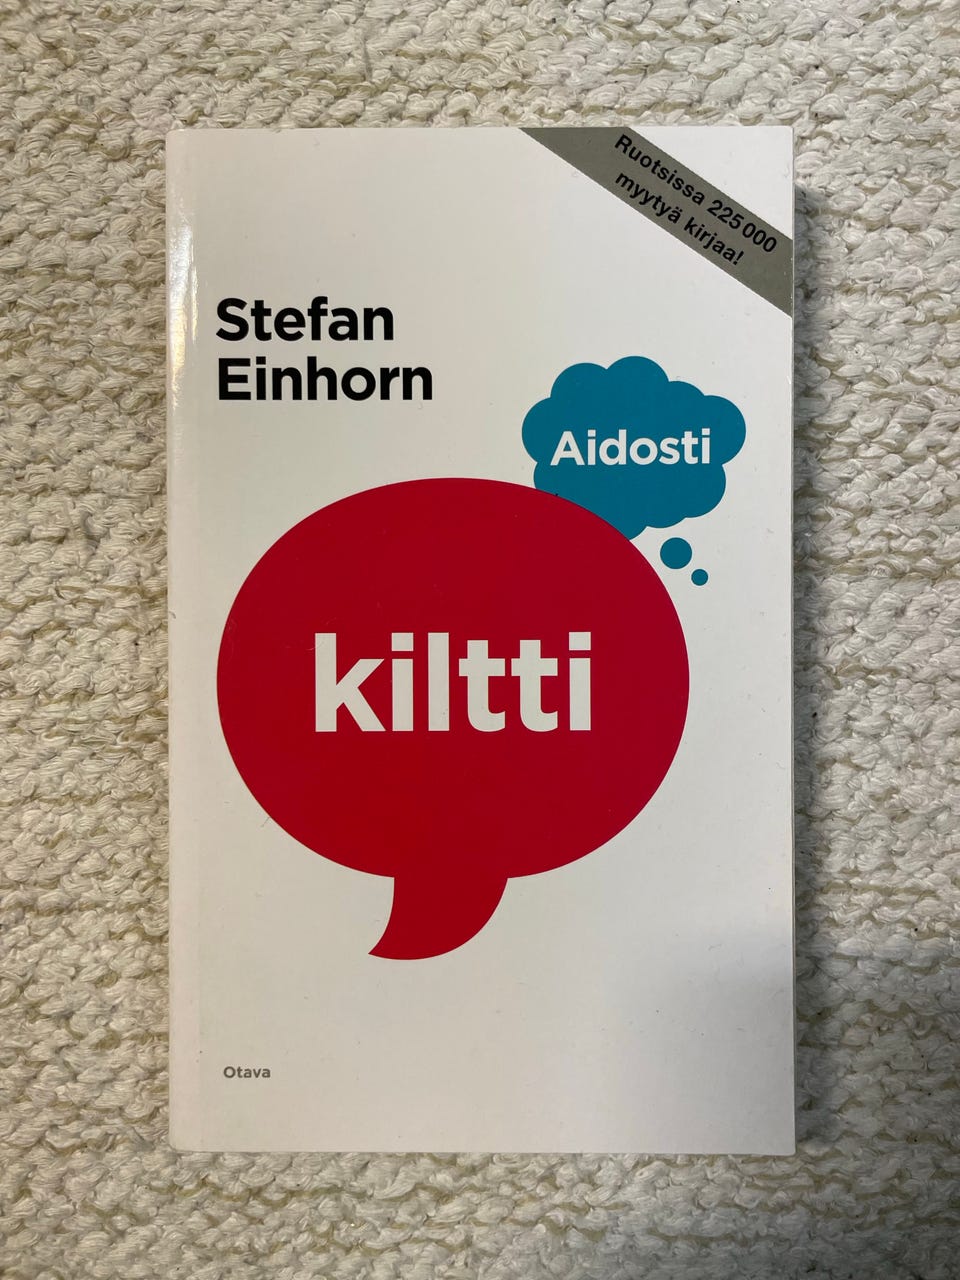 Ruotsissa 225 000
myytyä kirjaa!
Stefan
Einhorn
Aidosti
kiltti
Otava